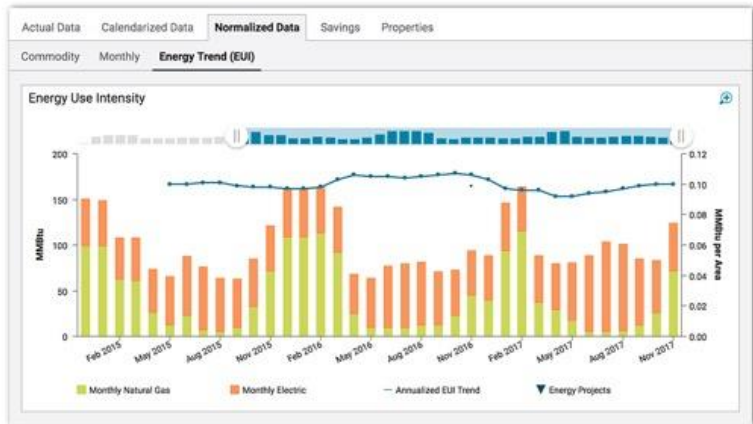 Actual Data Calendarized Data Normalized Data Savings Properties
Commodity Monthly Energy Trend (EUI)
Energy Use Intensity
200 0.12
150 0.10
100 0.08
50 0.06
0 0.04
0.02
0.00
MMBtu
MMBtu per Area
Feb 2015 May 2015 Aug 2015 Nov 2015 Feb 2016 May 2016 Aug 2016 Nov 2016 Feb 2017 May 2017 Aug 2017 Nov 2017
Monthly Natural Gas Monthly Electric Annualized EUI Trend Energy Projects